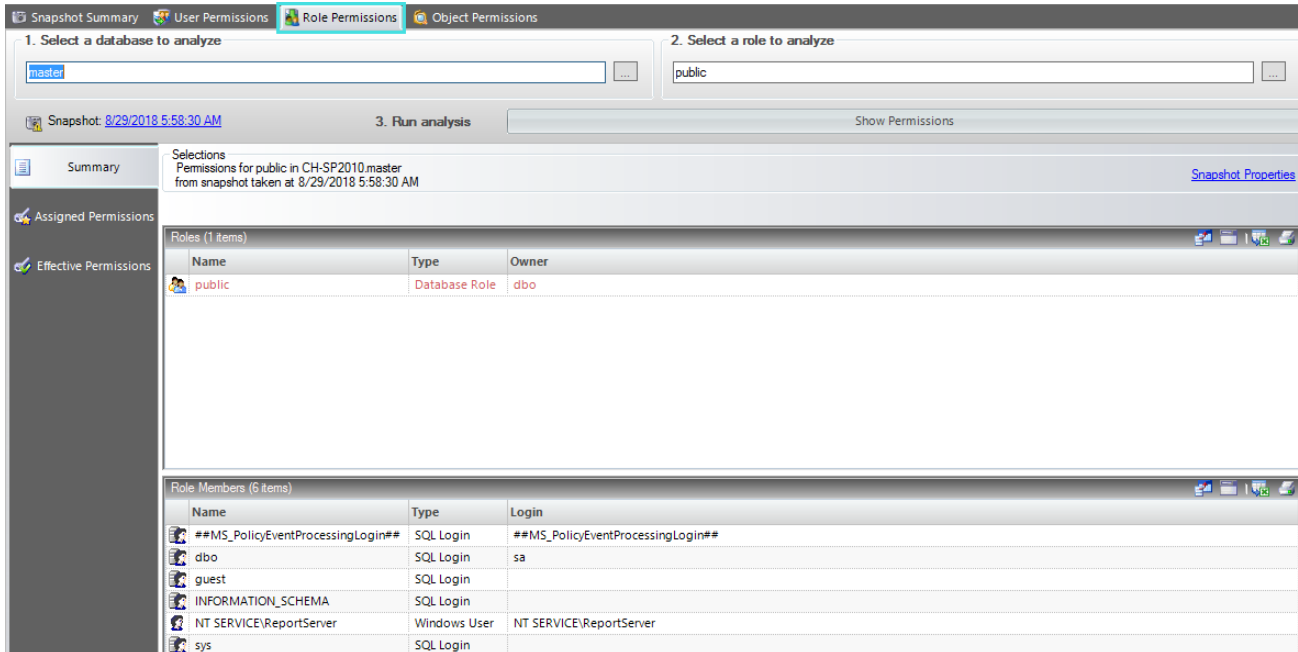 Snapshot Summary User Permissions Role Permissions Object Permissions
1. Select a database to analyze 2. Select a role to analyze
master ... public ...
Snapshot: 8/29/2018 5:58:30 AM 3. Run analysis Show Permissions
Summary
Assigned Permissions
Effective Permissions
Selections
Permissions for public in CH-SP2010.master
from snapshot taken at 8/29/2018 5:58:30 AM
Snapshot Properties
Roles (1 items)
Name Type Owner
public Database Role dbo
Role Members (6 items)
Name Type Login
##MS_PolicyEventProcessingLogin## SQL Login ##MS_PolicyEventProcessingLogin##
dbo SQL Login sa
guest SQL Login
INFORMATION_SCHEMA SQL Login
NT SERVICE\ReportServer Windows User NT SERVICE\ReportServer
sys SQL Login